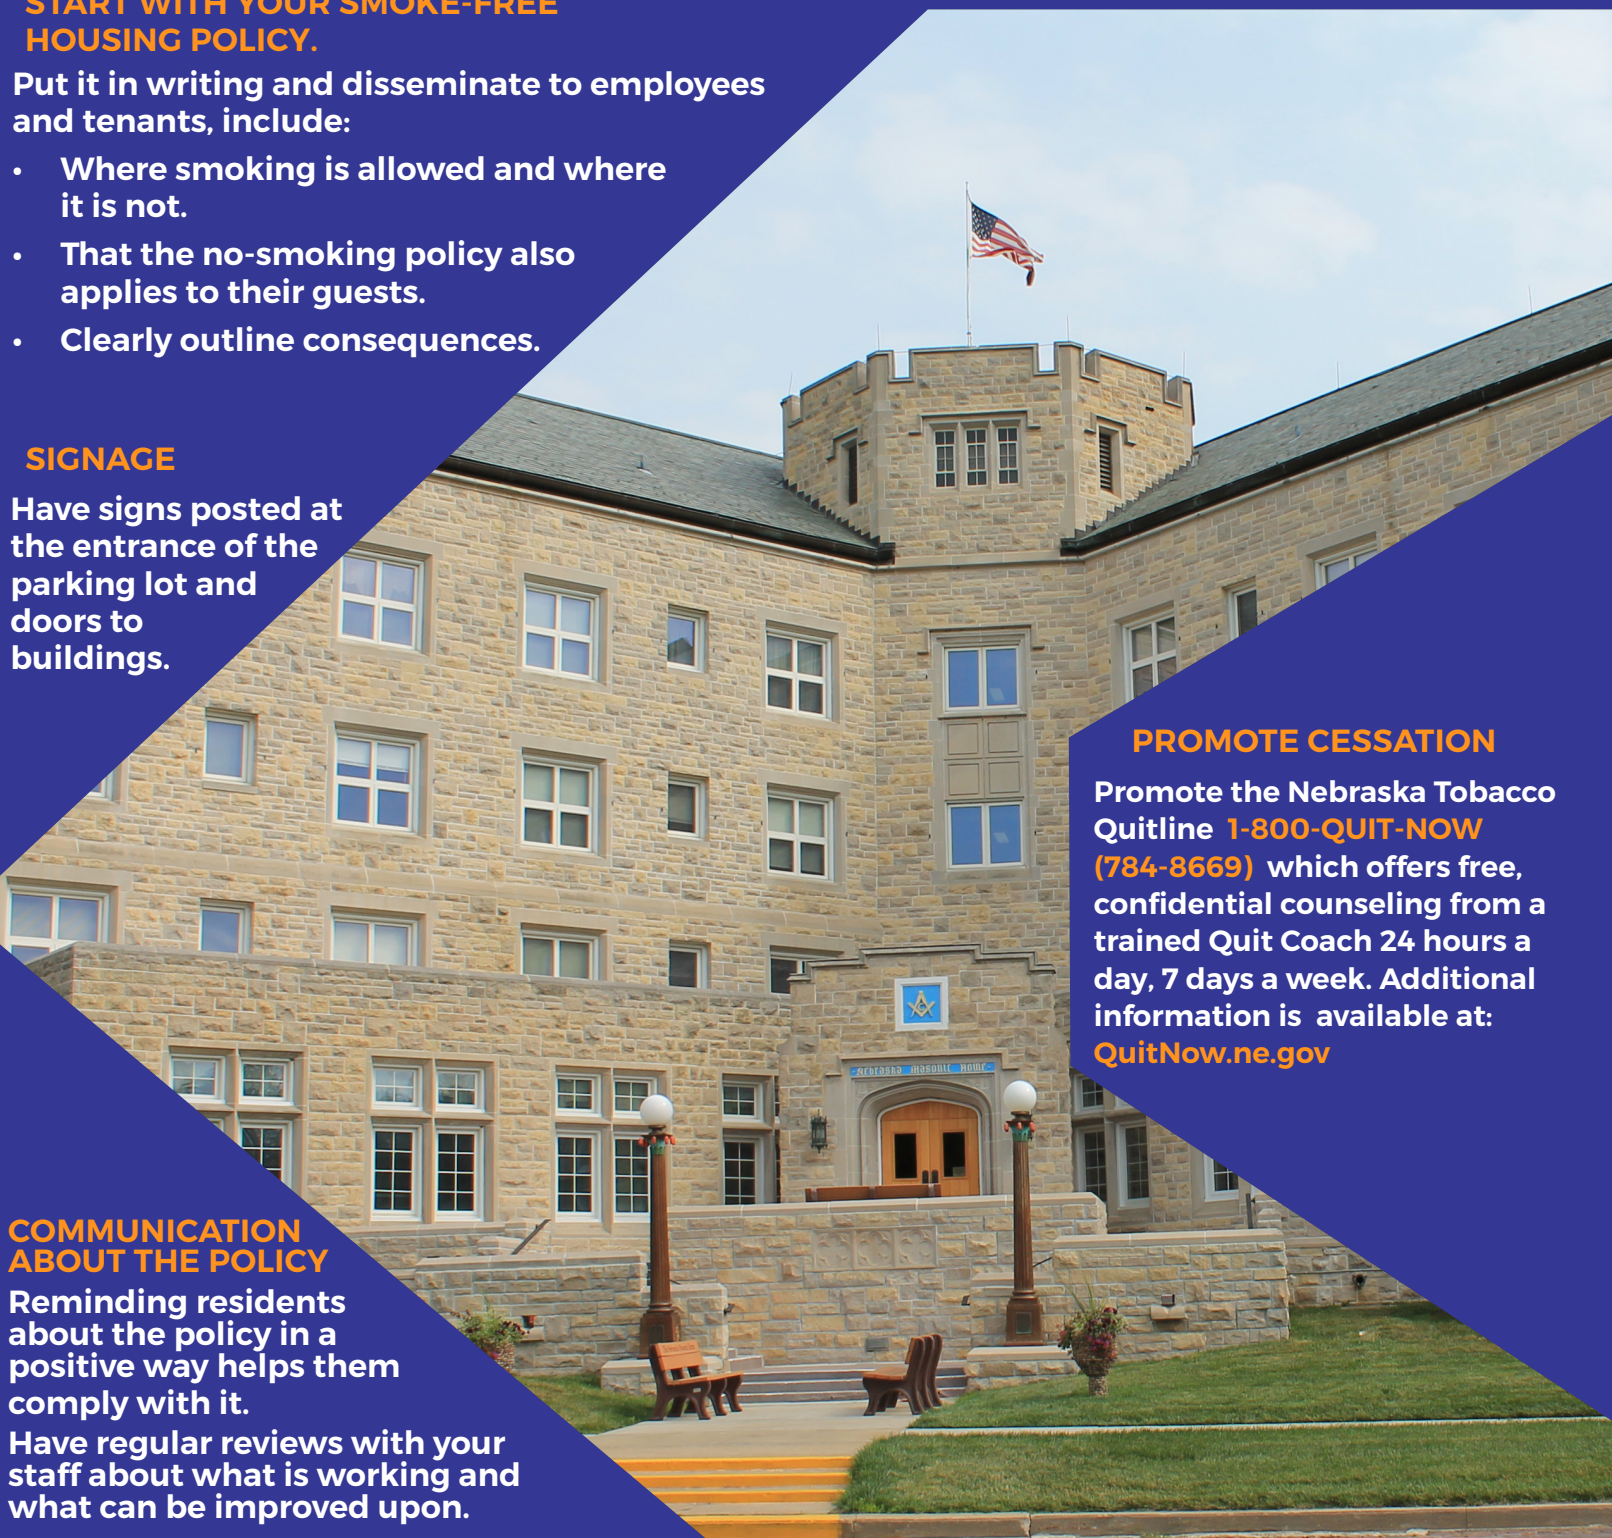 START WITH YOUR SMOKE-FREE
HOUSING POLICY.
Put it in writing and disseminate to employees
and tenants, include:
• Where smoking is allowed and where
it is not.
• That the no-smoking policy also
applies to their guests.
• Clearly outline consequences.
SIGNAGE
Have signs posted at
the entrance of the
parking lot and
doors to
buildings.
PROMOTE CESSATION
Promote the Nebraska Tobacco
Quitline 1-800-QUIT-NOW
(784-8669) which offers free,
confidential counseling from a
trained Quit Coach 24 hours a
day, 7 days a week. Additional
information is available at:
QuitNow.ne.gov
G
Nebraska Masonic Home
COMMUNICATION
ABOUT THE POLICY
Reminding residents
about the policy in a
positive way helps them
comply with it.
Have regular reviews with your
staff about what is working and
what can be improved upon.